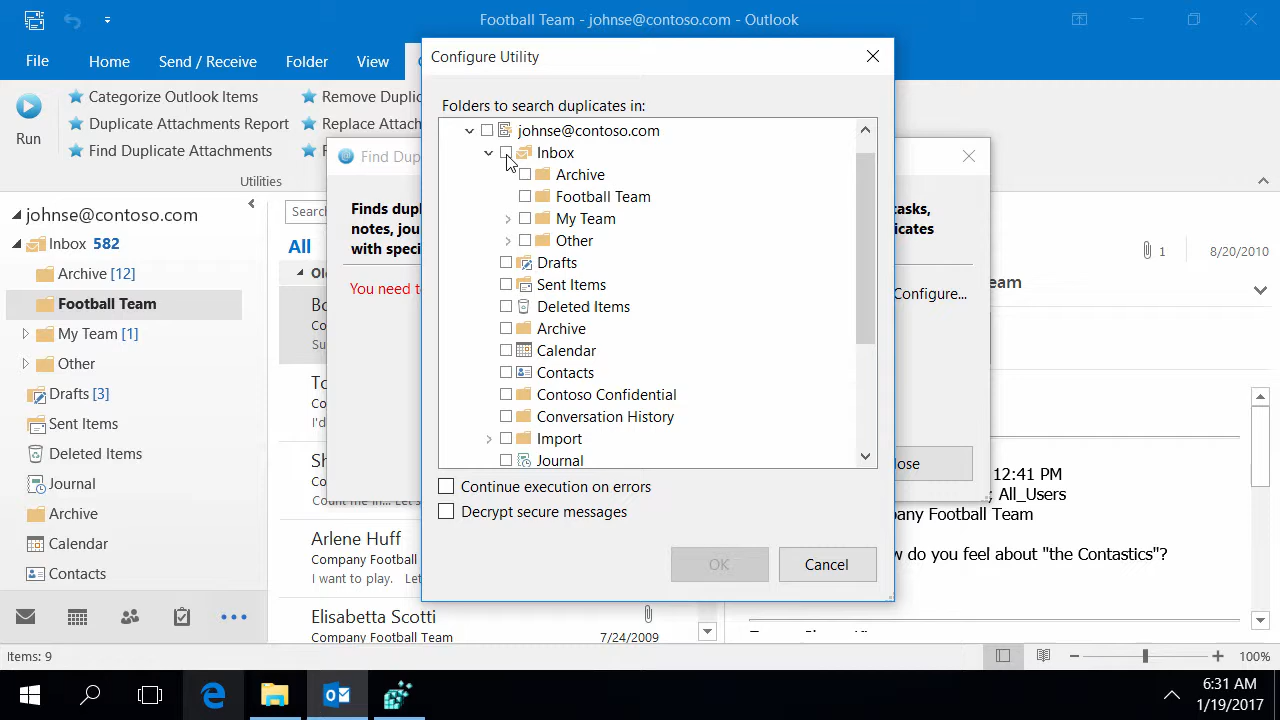 Football Team - johnse@contoso.com - Outlook
File
Home
Send / Receive
Folder
View
Run
Categorize Outlook Items
Duplicate Attachments Report
Find Duplicate Attachments
Remove Duplic
Replace Attach
Utilities
johnse@contoso.com
Inbox 582
Archive [12]
Football Team
My Team [1]
Other
Drafts [3]
Sent Items
Deleted Items
Journal
Archive
Calendar
Contacts
Searc
All
Arlene Huff
Company Football
I want to play. Let
Elisabetta Scotti
Company Football Team 7/24/2009
Find Dup
Finds dupl
notes, jou
with speci
You need t
tasks,
dicates
Configure...
Configure Utility
Folders to search duplicates in:
johnse@contoso.com
Inbox
Archive
Football Team
My Team
Other
Drafts
Sent Items
Deleted Items
Archive
Calendar
Contacts
Contoso Confidential
Conversation History
Import
Journal
Continue execution on errors
Decrypt secure messages
OK
Cancel
1
8/20/2010
eam
12:41 PM
; All_Users
pany Football Team
w do you feel about "the Contastics"?
Items: 9
100%
6:31 AM
1/19/2017